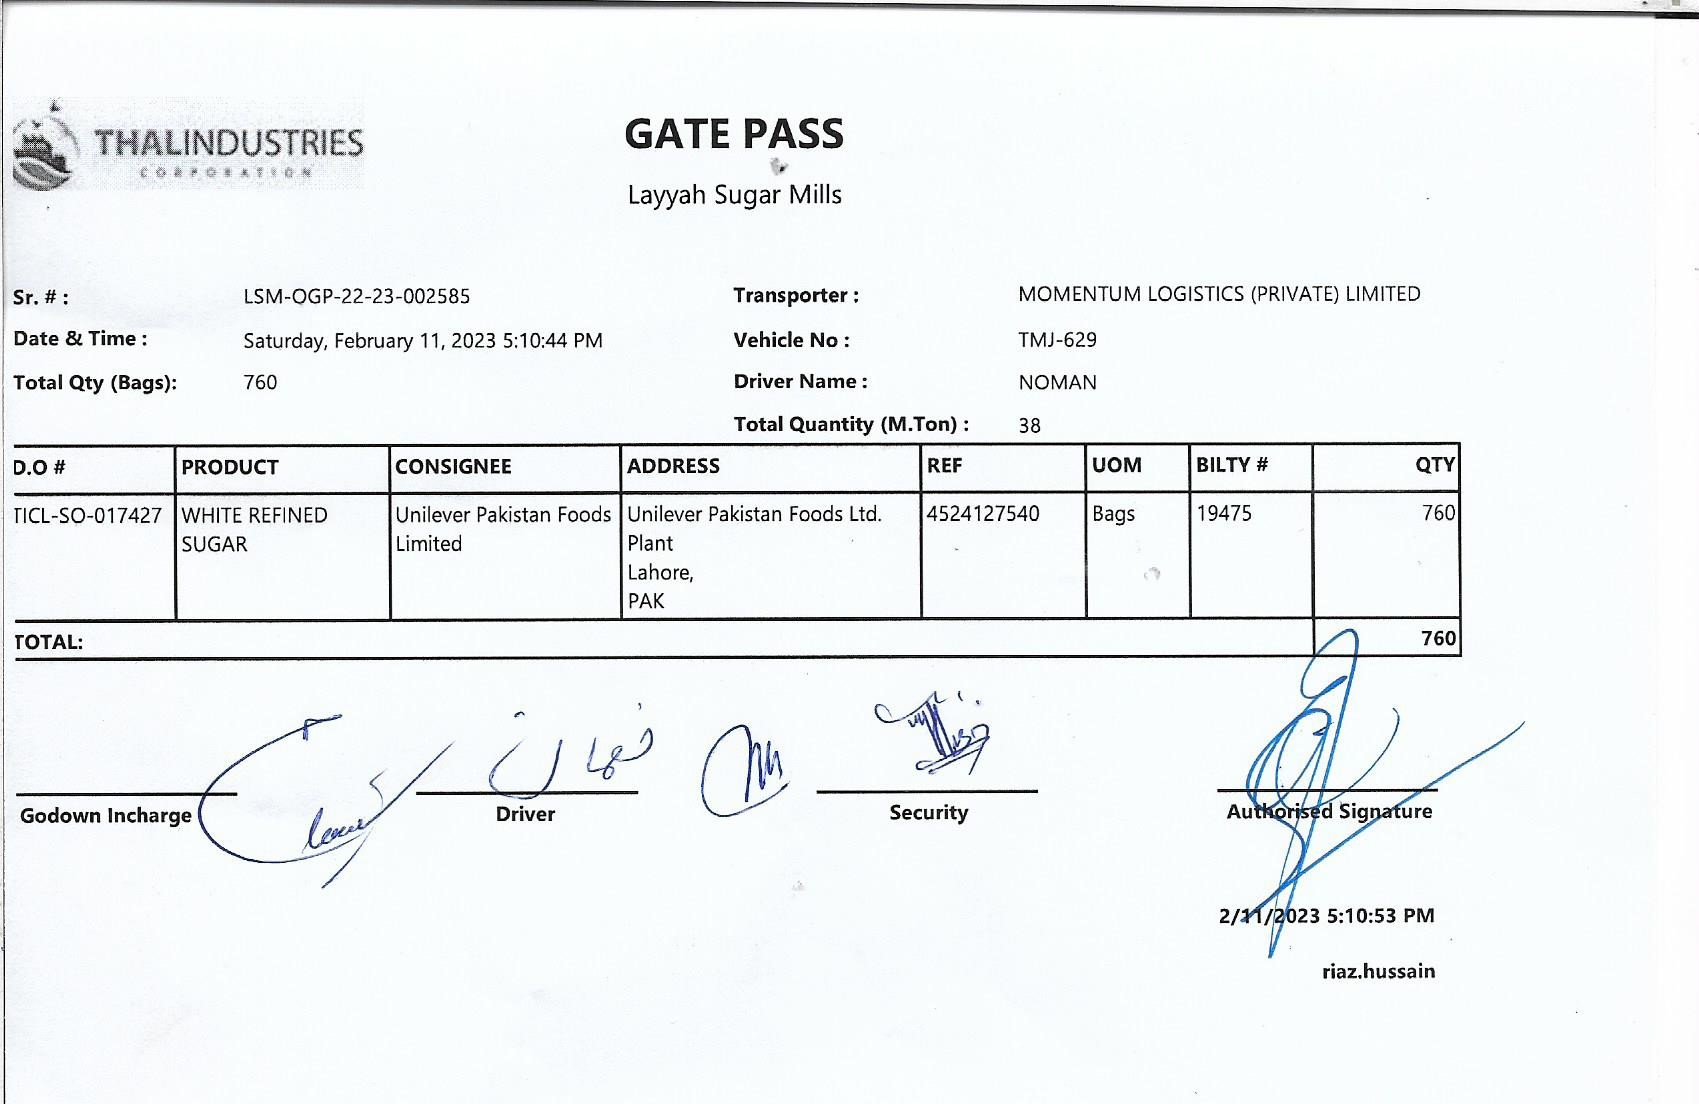 THALINDUSTRIES
CORPORATION
GATE PASS
Layyah Sugar Mills
Sr. # : LSM-OGP-22-23-002585 Transporter : MOMENTUM LOGISTICS (PRIVATE) LIMITED
Date & Time : Saturday, February 11, 2023 5:10:44 PM Vehicle No : TMJ-629
Total Qty (Bags): 760 Driver Name : NOMAN
Total Quantity (M.Ton) : 38
D.O # PRODUCT CONSIGNEE ADDRESS REF UOM BILTY # QTY
TICL-SO-017427 WHITE REFINED Unilever Pakistan Foods Unilever Pakistan Foods Ltd. 4524127540 Bags 19475 760
SUGAR Limited Plant
Lahore,
PAK
TOTAL: 760
نعمان
Godown Incharge Driver Security Authorised Signature
2/11/2023 5:10:53 PM
riaz.hussain